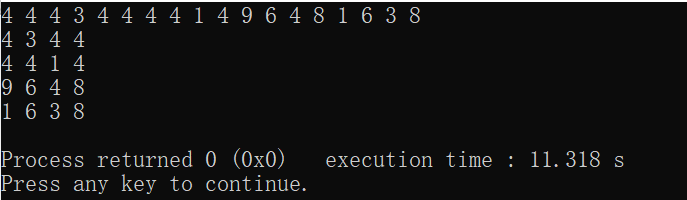 4 4 4 3 4 4 4 4 1 4 9 6 4 8 1 6 3 8
4 3 4 4
4 4 1 4
9 6 4 8
1 6 3 8
Process returned 0 (0x0)   execution time : 11.318 s
Press any key to continue.